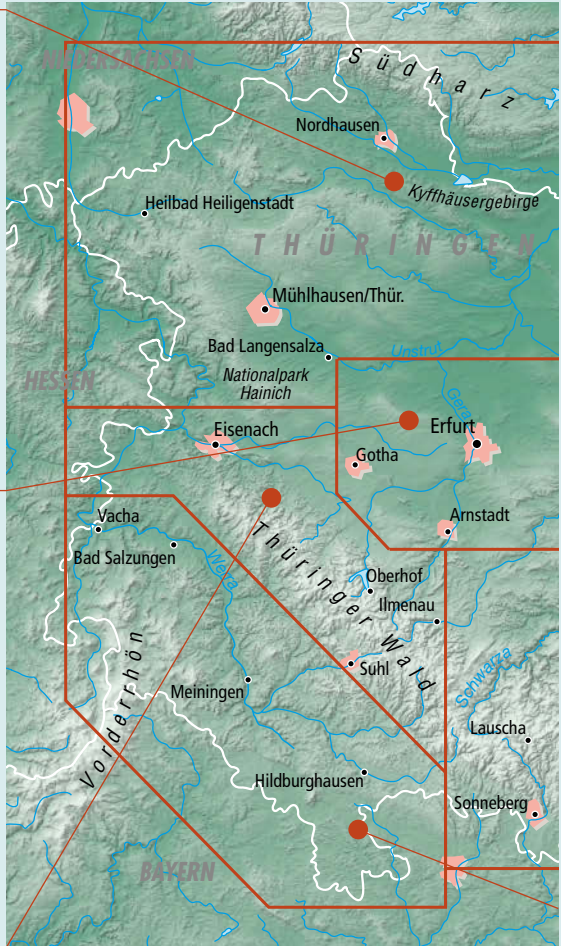 NIEDERSACHSEN
Südharz
Nordhausen
Kyffhäusergebirge
Heilbad Heiligenstadt
THÜRINGEN
Mühlhausen/Thür.
Bad Langensalza
Unstrut
HESSEN
Nationalpark
Hainich
Gera
Eisenach
Erfurt
Gotha
Vacha
Arnstadt
Bad Salzungen
Werra
Thüringer Wald
Oberhof
Ilmenau
Vorderrhön
Suhl
Schwarza
Meiningen
Lauscha
Hildburghausen
Sonneberg
BAYERN